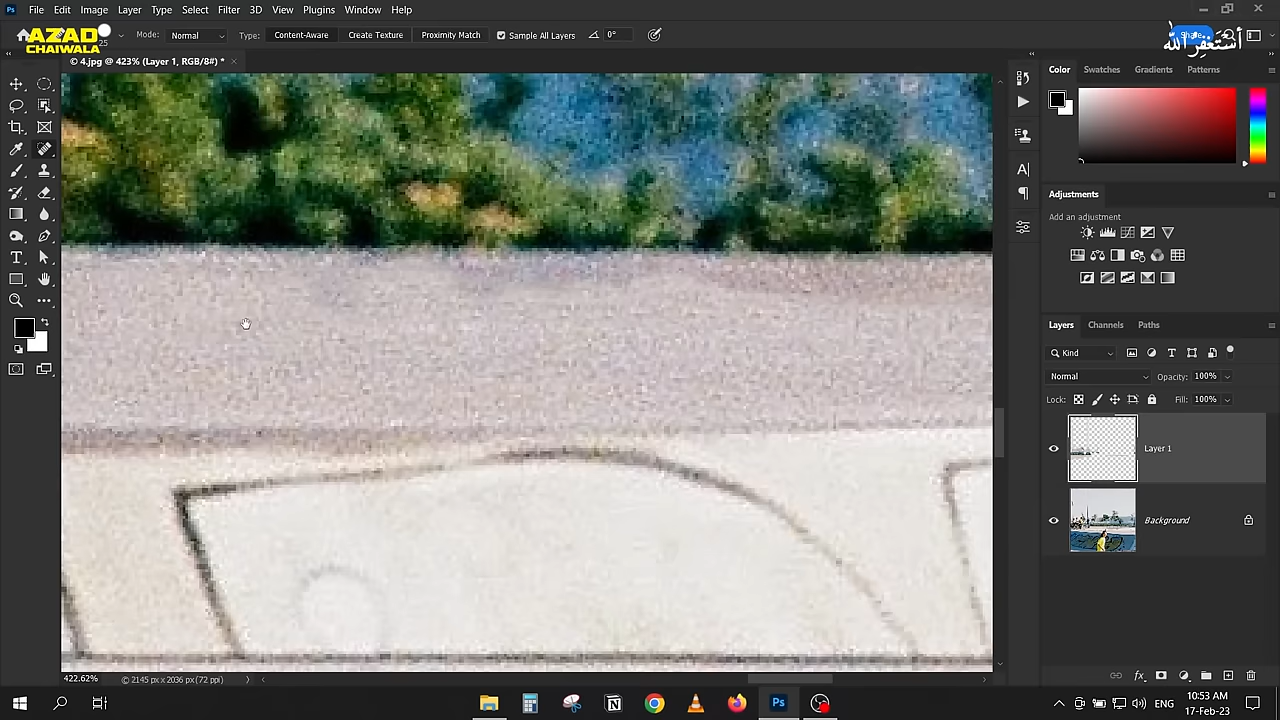 File Edit Image Layer Type Select Filter 3D View Plugins Window Help
AZAD
CHAIWALA
25
Mode: Normal Type: Content-Aware Create Texture Proximity Match Sample All Layers 0°
Share
أستغفر الله
© 4.jpg @ 423% (Layer 1, RGB/8#) *
Color Swatches Gradients Patterns
Adjustments
Add an adjustment
Layers Channels Paths
Kind
Normal Opacity: 100%
Lock: Fill: 100%
Layer 1
Background
422.62% © 2145 px x 2036 px (72 ppi)
ENG
10:53 AM
17-Feb-23